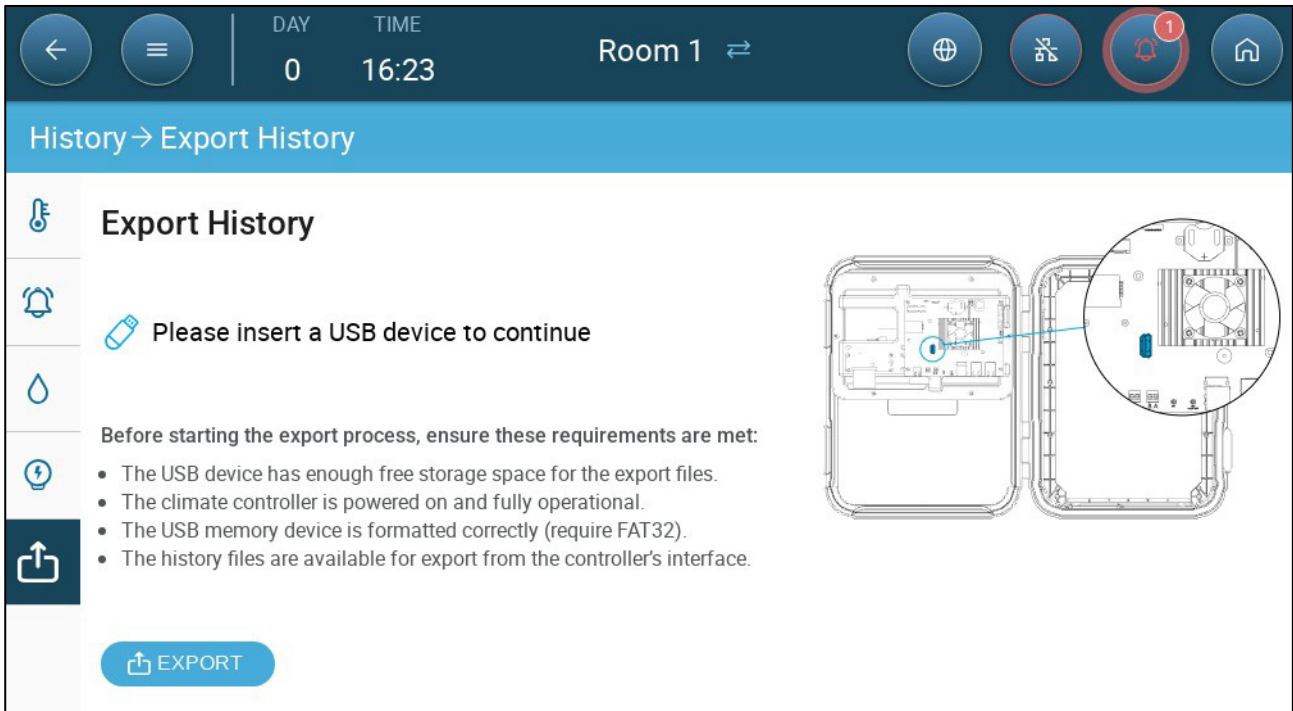 DAY TIME
0 16:23
Room 1
1
History→Export History
Export History
Please insert a USB device to continue
Before starting the export process, ensure these requirements are met:
• The USB device has enough free storage space for the export files.
• The climate controller is powered on and fully operational.
• The USB memory device is formatted correctly (require FAT32).
• The history files are available for export from the controller's interface.
EXPORT